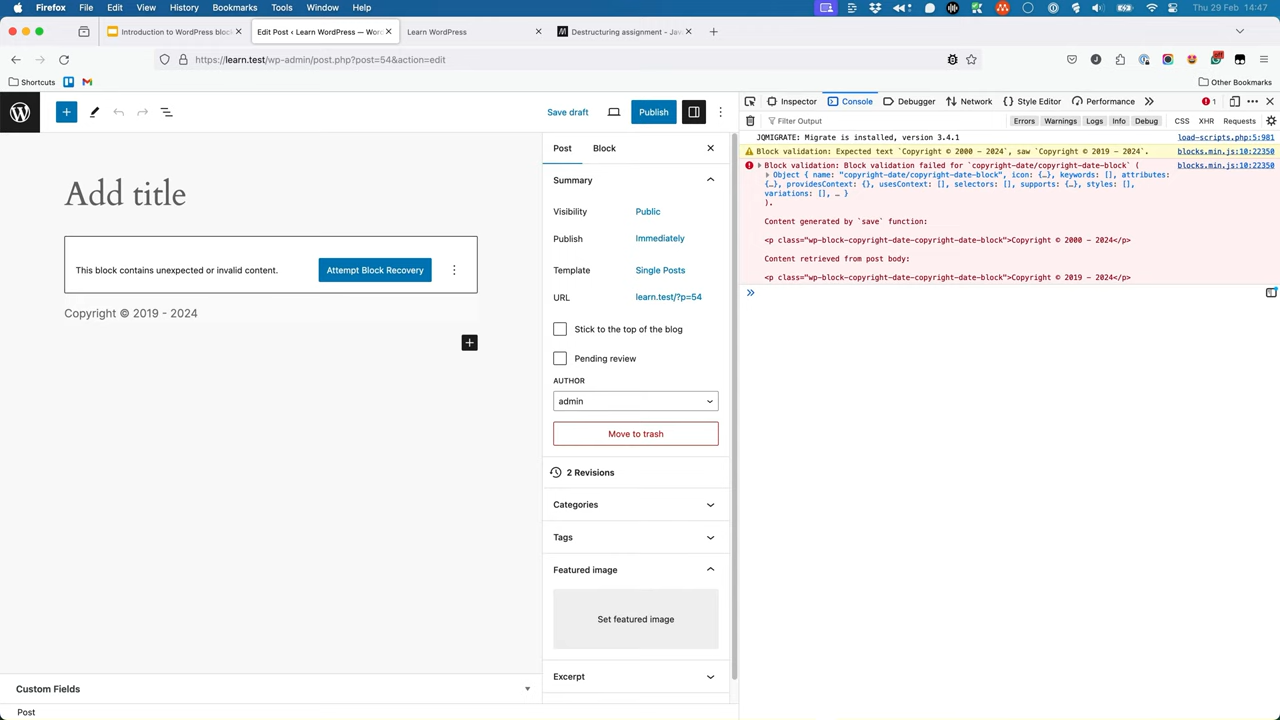 Firefox File Edit View History Bookmarks Tools Window Help Thu 29 Feb 14:47
Introduction to WordPress bloc
Edit Post ‹ Learn WordPress — Wor
Learn WordPress
Destructuring assignment - Jav
https://learn.test/wp-admin/post.php?post=54&action=edit
Shortcuts
Other Bookmarks
Save draft
Publish
Add title
This block contains unexpected or invalid content.
Attempt Block Recovery
Copyright © 2019 - 2024
Custom Fields
Post
Post Block
Summary
Visibility Public
Publish Immediately
Template Single Posts
URL learn.test/?p=54
Stick to the top of the blog
Pending review
AUTHOR
admin
Move to trash
2 Revisions
Categories
Tags
Featured image
Set featured image
Excerpt
Inspector Console Debugger Network Style Editor Performance 1
Filter Output
Errors Warnings Logs Info Debug CSS XHR Requests
JQMIGRATE: Migrate is installed, version 3.4.1 load-scripts.php:5:981
Block validation: Expected text `Copyright © 2000 - 2024`, saw `Copyright © 2019 - 2024`. blocks.min.js:10:22350
Block validation: Block validation failed for `copyright-date/copyright-date-block` ( blocks.min.js:10:22350
Object { name: "copyright-date/copyright-date-block", icon: {…}, keywords: [], attributes:
{…}, providesContext: {}, usesContext: [], selectors: [], supports: {…}, styles: [],
variations: [], … }
).
Content generated by `save` function:
<p class="wp-block-copyright-date-copyright-date-block">Copyright © 2000 - 2024</p>
Content retrieved from post body:
<p class="wp-block-copyright-date-copyright-date-block">Copyright © 2019 - 2024</p>